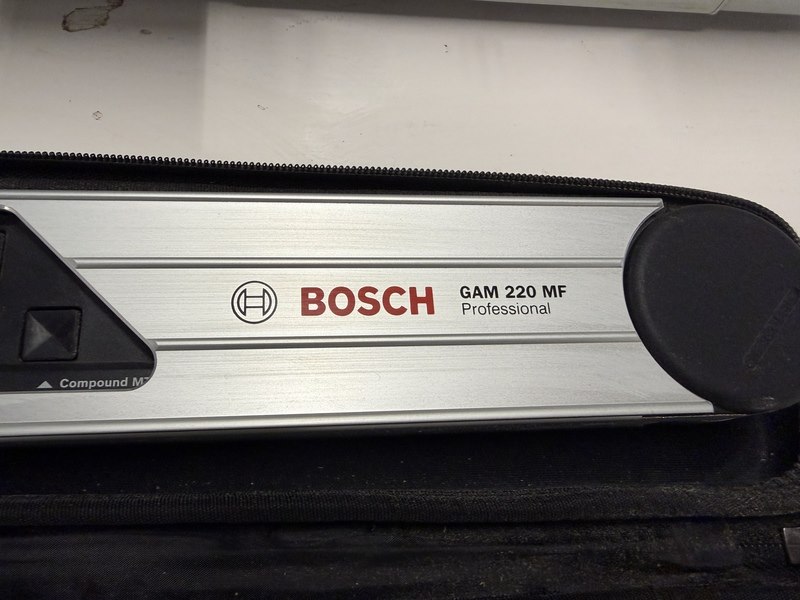 BOSCH
GAM 220 MF
Professional
Compound